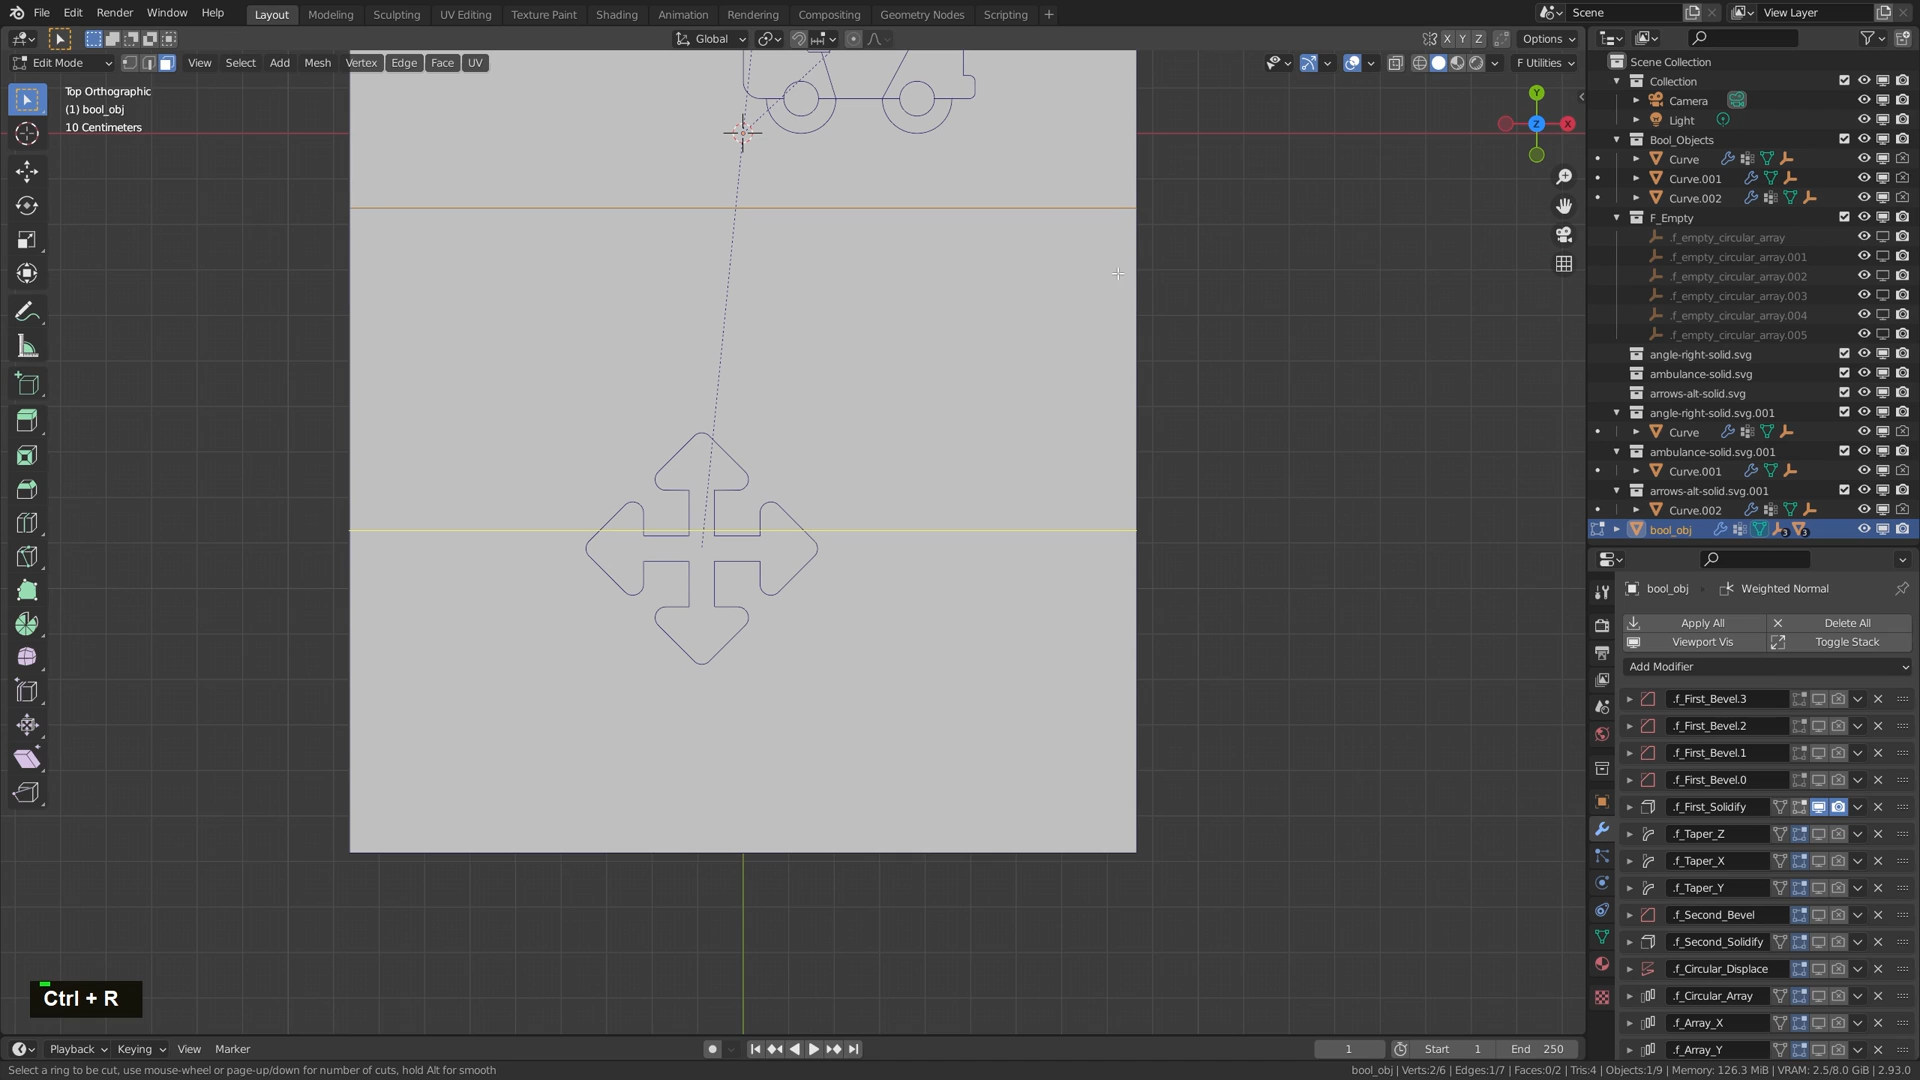 File Edit Render Window Help Layout Modeling Sculpting UV Editing Texture Paint Shading Animation Rendering Compositing Geometry Nodes Scripting + Scene View Layer
Global X Y Z Options
Edit Mode View Select Add Mesh Vertex Edge Face UV F Utilities
Top Orthographic
(1) bool_obj
10 Centimeters
Y
Z
X
Scene Collection
Collection
Camera
Light
Bool_Objects
Curve
Curve.001
Curve.002
F_Empty
.f_empty_circular_array
.f_empty_circular_array.001
.f_empty_circular_array.002
.f_empty_circular_array.003
.f_empty_circular_array.004
.f_empty_circular_array.005
angle-right-solid.svg
ambulance-solid.svg
arrows-alt-solid.svg
angle-right-solid.svg.001
Curve
ambulance-solid.svg.001
Curve.001
arrows-alt-solid.svg.001
Curve.002
bool_obj 3 3
bool_obj Weighted Normal
Apply All Delete All
Viewport Vis Toggle Stack
Add Modifier
.f_First_Bevel.3
.f_First_Bevel.2
.f_First_Bevel.1
.f_First_Bevel.0
.f_First_Solidify
.f_Taper_Z
.f_Taper_X
.f_Taper_Y
.f_Second_Bevel
.f_Second_Solidify
.f_Circular_Displace
.f_Circular_Array
.f_Array_X
.f_Array_Y
Ctrl + R
Playback Keying View Marker 1 Start 1 End 250
Select a ring to be cut, use mouse-wheel or page-up/down for number of cuts, hold Alt for smooth bool_obj | Verts:2/6 | Edges:1/7 | Faces:0/2 | Tris:4 | Objects:1/9 | Memory: 126.3 MiB | VRAM: 2.5/8.0 GiB | 2.93.0